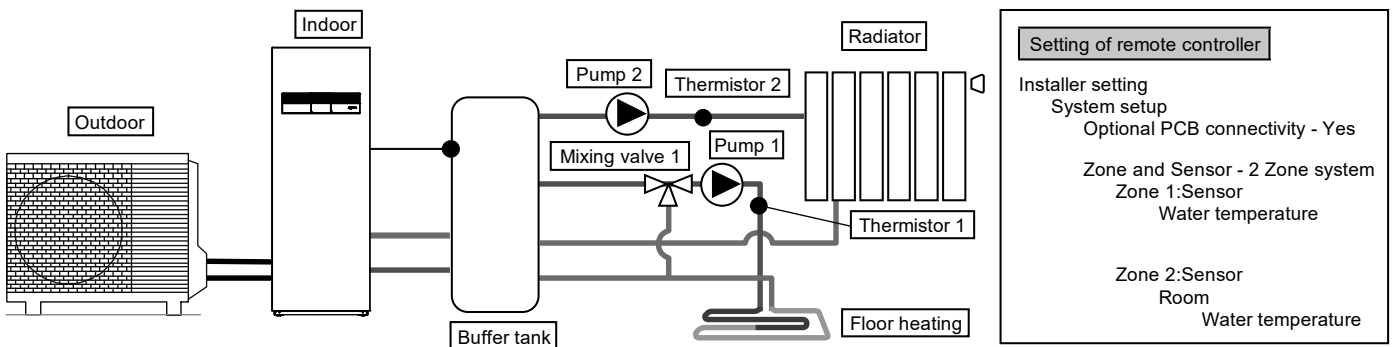 Outdoor
Indoor
Buffer tank
Pump 2
Thermistor 2
Mixing valve 1
Pump 1
Radiator
Thermistor 1
Floor heating
Setting of remote controller
Installer setting
System setup
Optional PCB connectivity - Yes
Zone and Sensor - 2 Zone system
Zone 1:Sensor
Water temperature
Zone 2:Sensor
Room
Water temperature